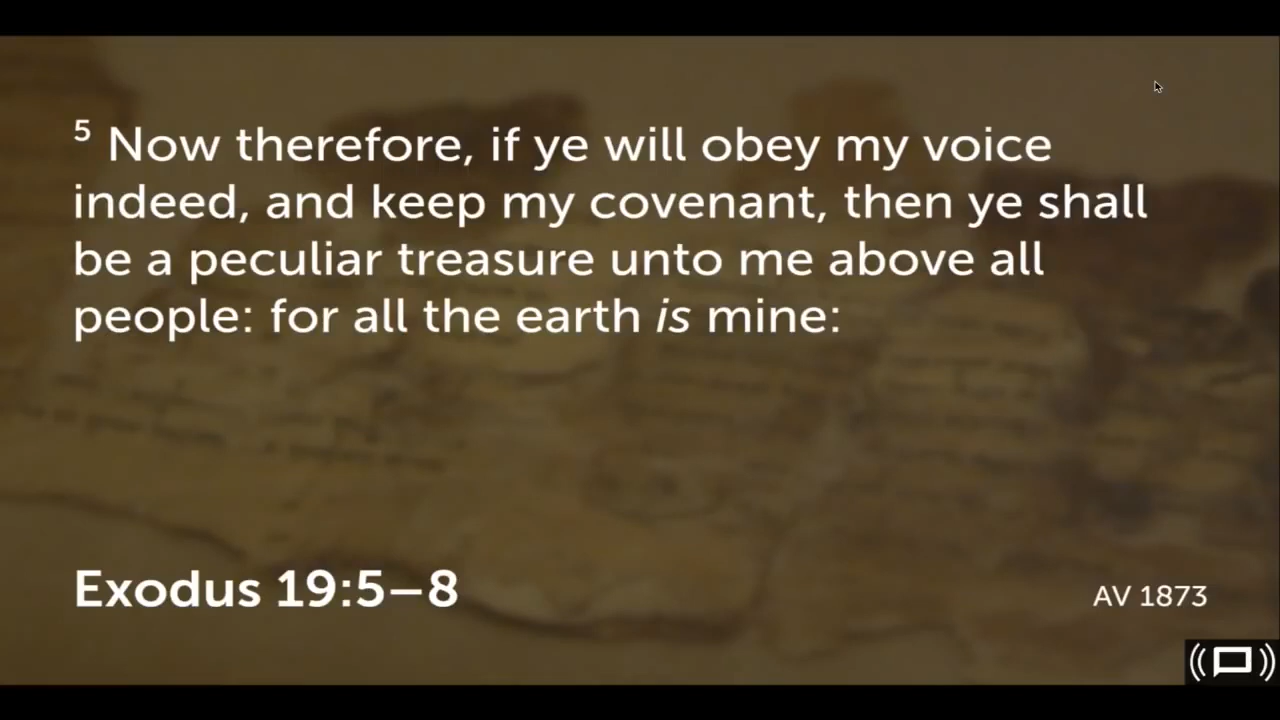 5 Now therefore, if ye will obey my voice
indeed, and keep my covenant, then ye shall
be a peculiar treasure unto me above all
people: for all the earth is mine:
Exodus 19:5–8
AV 1873